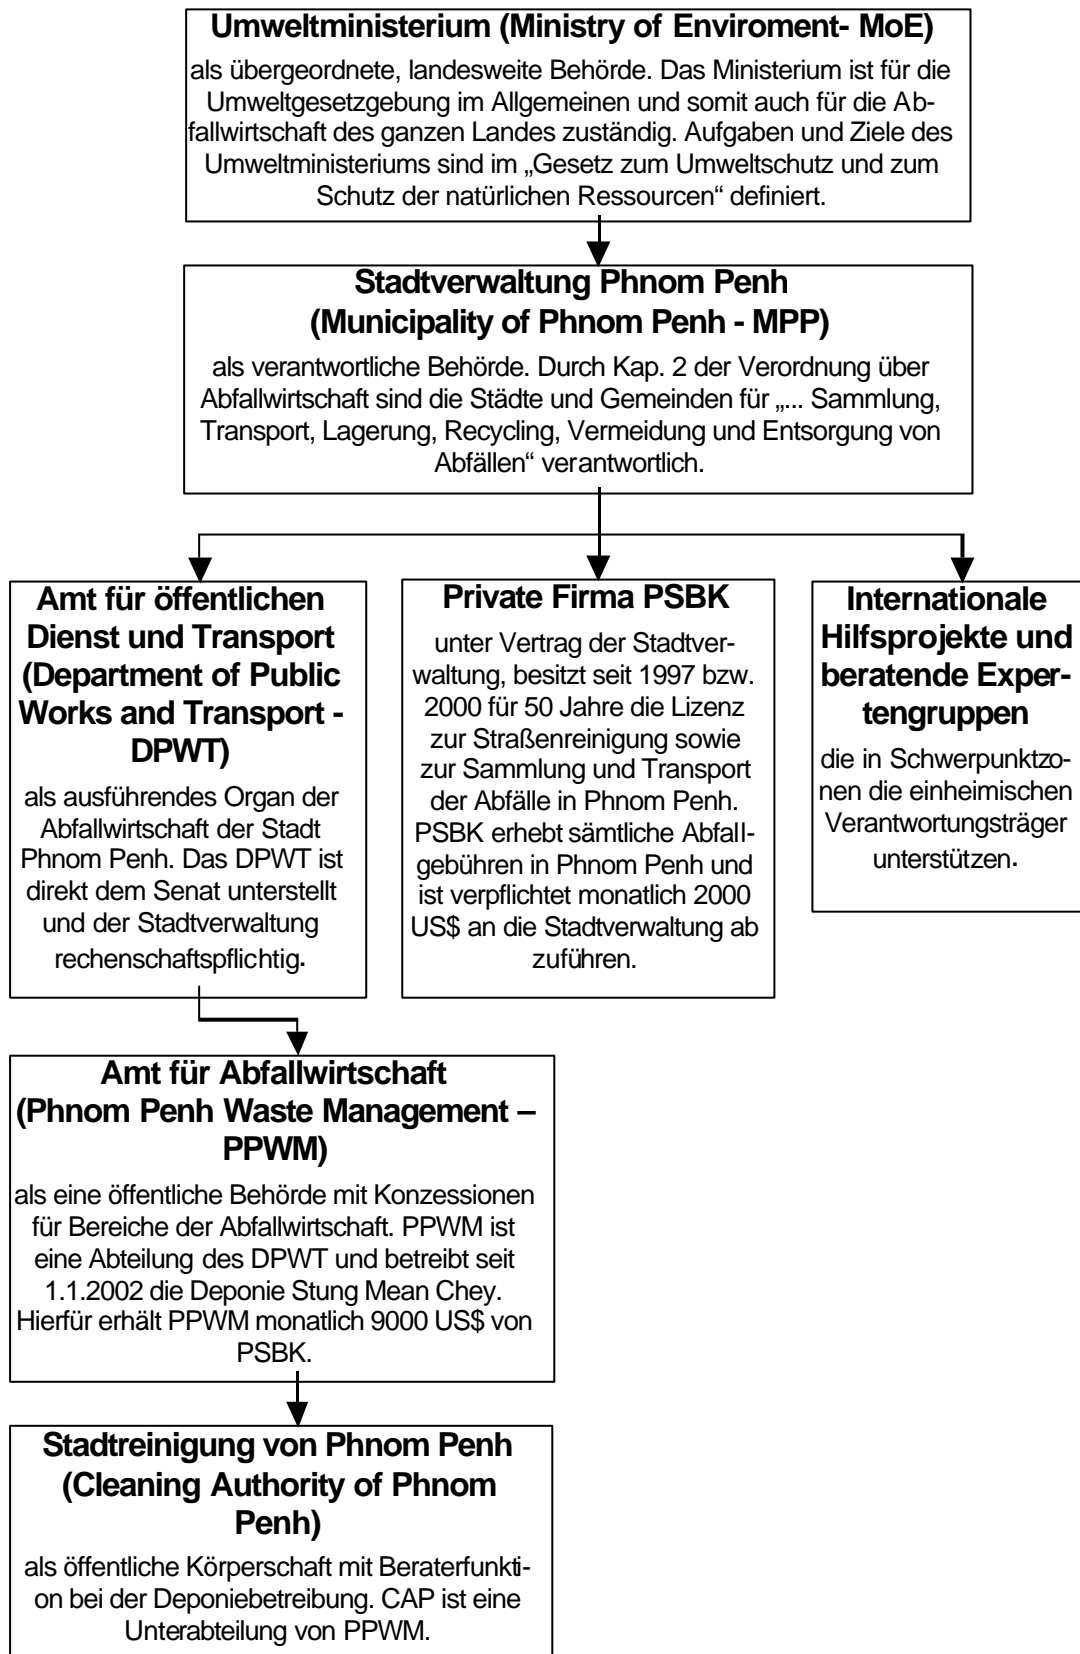 Umweltministerium (Ministry of Enviroment- MoE)
als übergeordnete, landesweite Behörde. Das Ministerium ist für die
Umweltgesetzgebung im Allgemeinen und somit auch für die Ab-
fallwirtschaft des ganzen Landes zuständig. Aufgaben und Ziele des
Umweltministeriums sind im „Gesetz zum Umweltschutz und zum
Schutz der natürlichen Ressourcen“ definiert.
Stadtverwaltung Phnom Penh
(Municipality of Phnom Penh - MPP)
als verantwortliche Behörde. Durch Kap. 2 der Verordnung über
Abfallwirtschaft sind die Städte und Gemeinden für „... Sammlung,
Transport, Lagerung, Recycling, Vermeidung und Entsorgung von
Abfällen“ verantwortlich.
Amt für öffentlichen
Dienst und Transport
(Department of Public
Works and Transport -
DPWT)
als ausführendes Organ der
Abfallwirtschaft der Stadt
Phnom Penh. Das DPWT ist
direkt dem Senat unterstellt
und der Stadtverwaltung
rechenschaftspflichtig.
Private Firma PSBK
unter Vertrag der Stadtver-
waltung, besitzt seit 1997 bzw.
2000 für 50 Jahre die Lizenz
zur Straßenreinigung sowie
zur Sammlung und Transport
der Abfälle in Phnom Penh.
PSBK erhebt sämtliche Abfall-
gebühren in Phnom Penh und
ist verpflichtet monatlich 2000
US$ an die Stadtverwaltung ab
zuführen.
Internationale
Hilfsprojekte und
beratende Exper-
tengruppen
die in Schwerpunktzo-
nen die einheimischen
Verantwortungsträger
unterstützen.
Amt für Abfallwirtschaft
(Phnom Penh Waste Management –
PPWM)
als eine öffentliche Behörde mit Konzessionen
für Bereiche der Abfallwirtschaft. PPWM ist
eine Abteilung des DPWT und betreibt seit
1.1.2002 die Deponie Stung Mean Chey.
Hierfür erhält PPWM monatlich 9000 US$ von
PSBK.
Stadtreinigung von Phnom Penh
(Cleaning Authority of Phnom
Penh)
als öffentliche Körperschaft mit Beraterfunkti-
on bei der Deponiebetreibung. CAP ist eine
Unterabteilung von PPWM.